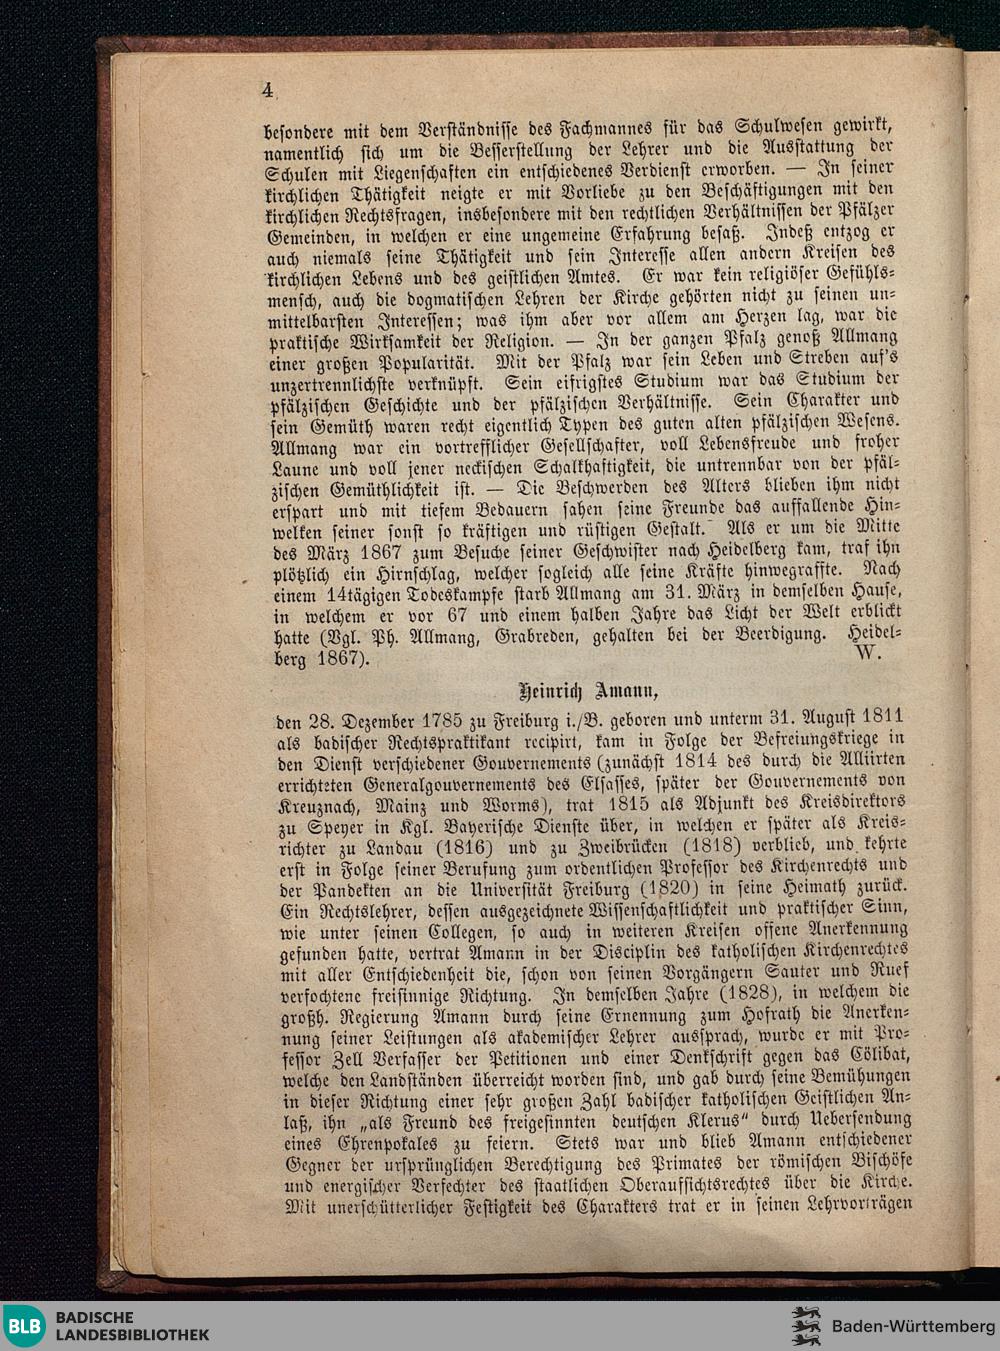 4
besondere mit dem Verständnisse des Fachmannes für das Schulwesen gewirkt,
namentlich sich um die Besserstellung der Lehrer und die Ausstattung der
Schulen mit Liegenschaften ein entschiedenes Verdienst erworben. — In seiner
kirchlichen Thätigkeit neigte er mit Vorliebe zu den Beschäftigungen mit den
kirchlichen Rechtsfragen, insbesondere mit den rechtlichen Verhältnissen der Pfälzer
Gemeinden, in welchen er eine ungemeine Erfahrung besaß. Indeß entzog er
auch niemals seine Thätigkeit und sein Interesse allen andern Kreisen des
kirchlichen Lebens und des geistlichen Amtes. Er war kein religiöser Gefühls-
mensch, auch die dogmatischen Lehren der Kirche gehörten nicht zu seinen un-
mittelbarsten Interessen; was ihm aber vor allem am Herzen lag, war die
praktische Wirksamkeit der Religion. — In der ganzen Pfalz genoß Allmang
einer großen Popularität. Mit der Pfalz war sein Leben und Streben auf's
unzertrennlichste verknüpft. Sein eifrigstes Studium war das Studium der
pfälzischen Geschichte und der pfälzischen Verhältnisse. Sein Charakter und
sein Gemüth waren recht eigentlich Typen des guten alten pfälzischen Wesens.
Allmang war ein vortrefflicher Gesellschafter, voll Lebensfreude und froher
Laune und voll jener neckischen Schalkhaftigkeit, die untrennbar von der pfäl-
zischen Gemüthlichkeit ist. — Die Beschwerden des Alters blieben ihm nicht
erspart und mit tiefem Bedauern sahen seine Freunde das auffallende Hin-
welken seiner sonst so kräftigen und rüstigen Gestalt. Als er um die Mitte
des März 1867 zum Besuche seiner Geschwister nach Heidelberg kam, traf ihn
plötzlich ein Hirnschlag, welcher sogleich alle seine Kräfte hinwegraffte. Nach
einem 14tägigen Todeskampfe starb Allmang am 31. März in demselben Hause,
in welchem er vor 67 und einem halben Jahre das Licht der Welt erblickt
hatte (Vgl. Ph. Allmang, Grabreden, gehalten bei der Beerdigung. Heidel-
berg 1867). W.
Heinrich Amann,
den 28. Dezember 1785 zu Freiburg i./B. geboren und unterm 31. August 1811
als badischer Rechtspraktikant recipirt, kam in Folge der Befreiungskriege in
den Dienst verschiedener Gouvernements (zunächst 1814 des durch die Alliirten
errichteten Generalgouvernements des Elsasses, später der Gouvernements von
Kreuznach, Mainz und Worms), trat 1815 als Adjunkt des Kreisdirektors
zu Speyer in Kgl. Bayerische Dienste über, in welchen er später als Kreis-
richter zu Landau (1816) und zu Zweibrücken (1818) verblieb, und kehrte
erst in Folge seiner Berufung zum ordentlichen Professor des Kirchenrechts und
der Pandekten an die Universität Freiburg (1820) in seine Heimath zurück.
Ein Rechtslehrer, dessen ausgezeichnete Wissenschaftlichkeit und praktischer Sinn,
wie unter seinen Collegen, so auch in weiteren Kreisen offene Anerkennung
gefunden hatte, vertrat Amann in der Disciplin des katholischen Kirchenrechtes
mit aller Entschiedenheit die, schon von seinen Vorgängern Sauter und Ruef
verfochtene freisinnige Richtung. In demselben Jahre (1828), in welchem die
großh. Regierung Amann durch seine Ernennung zum Hofrath die Anerken-
nung seiner Leistungen als akademischer Lehrer aussprach, wurde er mit Pro-
fessor Zell Verfasser der Petitionen und einer Denkschrift gegen das Cölibat,
welche den Landständen überreicht worden sind, und gab durch seine Bemühungen
in dieser Richtung einer sehr großen Zahl badischer katholischen Geistlichen An-
laß, ihn „als Freund des freigesinnten deutschen Klerus“ durch Uebersendung
eines Ehrenpokales zu feiern. Stets war und blieb Amann entschiedener
Gegner der ursprünglichen Berechtigung des Primates der römischen Bischöfe
und energischer Verfechter des staatlichen Oberaufsichtsrechtes über die Kirche.
Mit unerschütterlicher Festigkeit des Charakters trat er in seinen Lehrvorträgen
BLB BADISCHE
LANDESBIBLIOTHEK
Baden-Württemberg